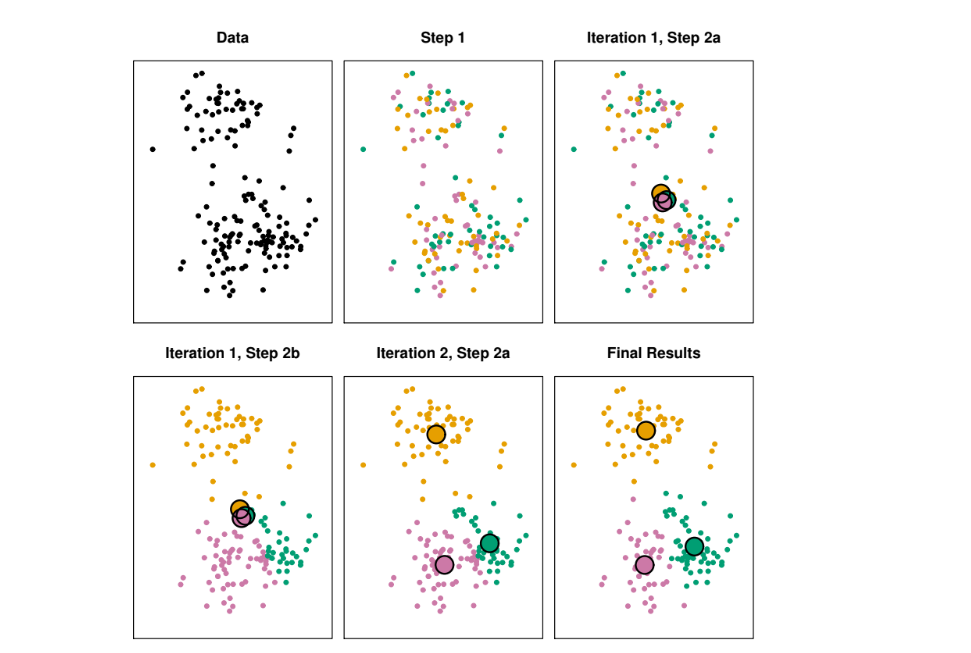 Data
Step 1
Iteration 1, Step 2a
Iteration 1, Step 2b
Iteration 2, Step 2a
Final Results